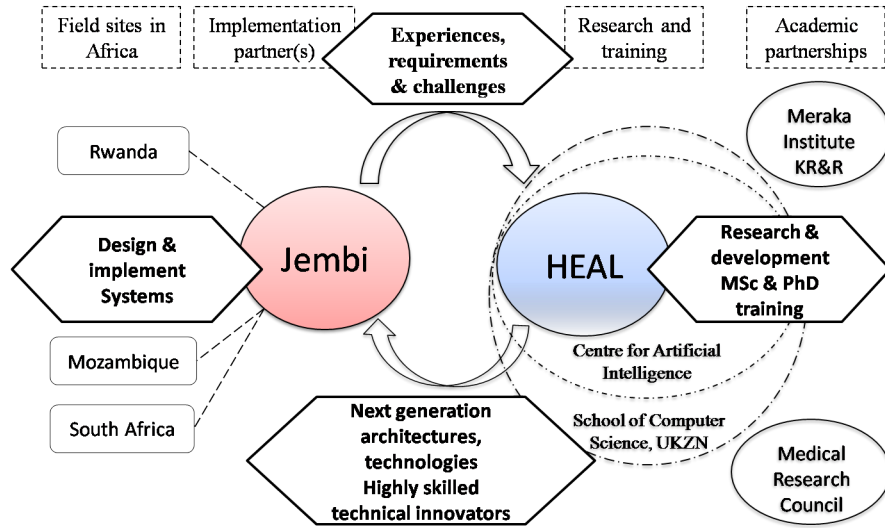 Field sites in
Africa
Implementation
partner(s)
Experiences,
requirements
& challenges
Research and
training
Academic
partnerships
Meraka
Institute
KR&R
Rwanda
Design &
implement
Systems
Jembi
HEAL
Research &
development
MSc & PhD
training
Mozambique
South Africa
Centre for Artificial
Intelligence
School of Computer
Science, UKZN
Next generation
architectures,
technologies
Highly skilled
technical innovators
Medical
Research
Council